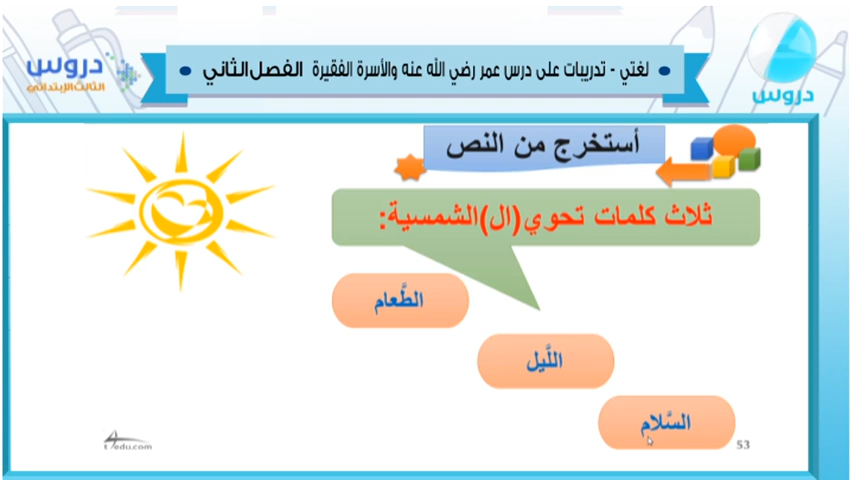 دروس
الثالث الإبتدائي
• لغتي - تدريبات على درس عمر رضي الله عنه والأسرة الفقيرة الفصل الثاني •
دروس
أستخرج من النص
ثلاث كلمات تحوي (ال) الشمسية:
الطَّعام
اللَّيل
السَّلام
53